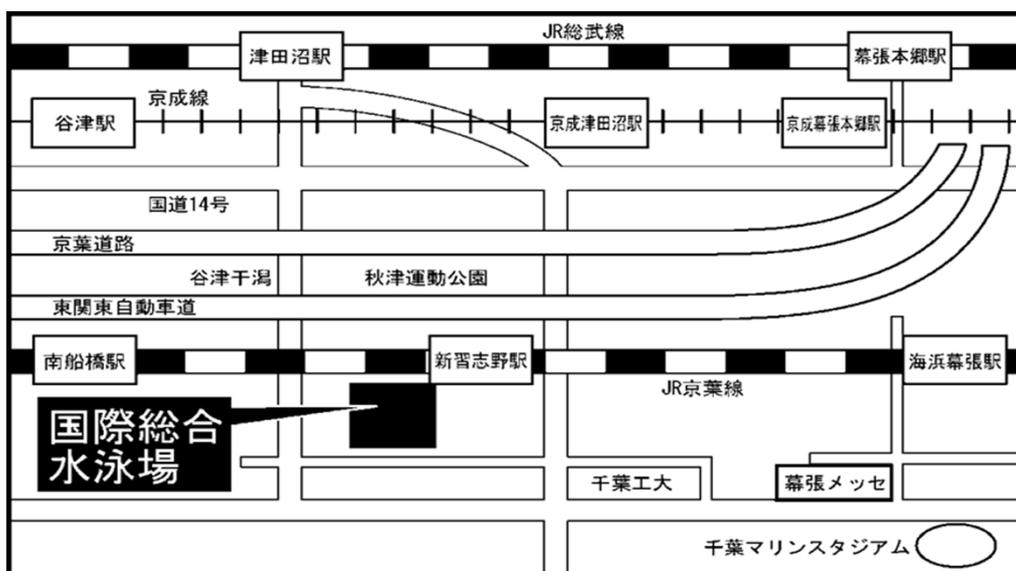 JR総武線
津田沼駅
幕張本郷駅
京成線
谷津駅
京成津田沼駅
京成幕張本郷駅
国道14号
京葉道路
谷津干潟
秋津運動公園
東関東自動車道
南船橋駅
新習志野駅
海浜幕張駅
JR京葉線
国際総合
水泳場
千葉工大
幕張メッセ
千葉マリンスタジアム